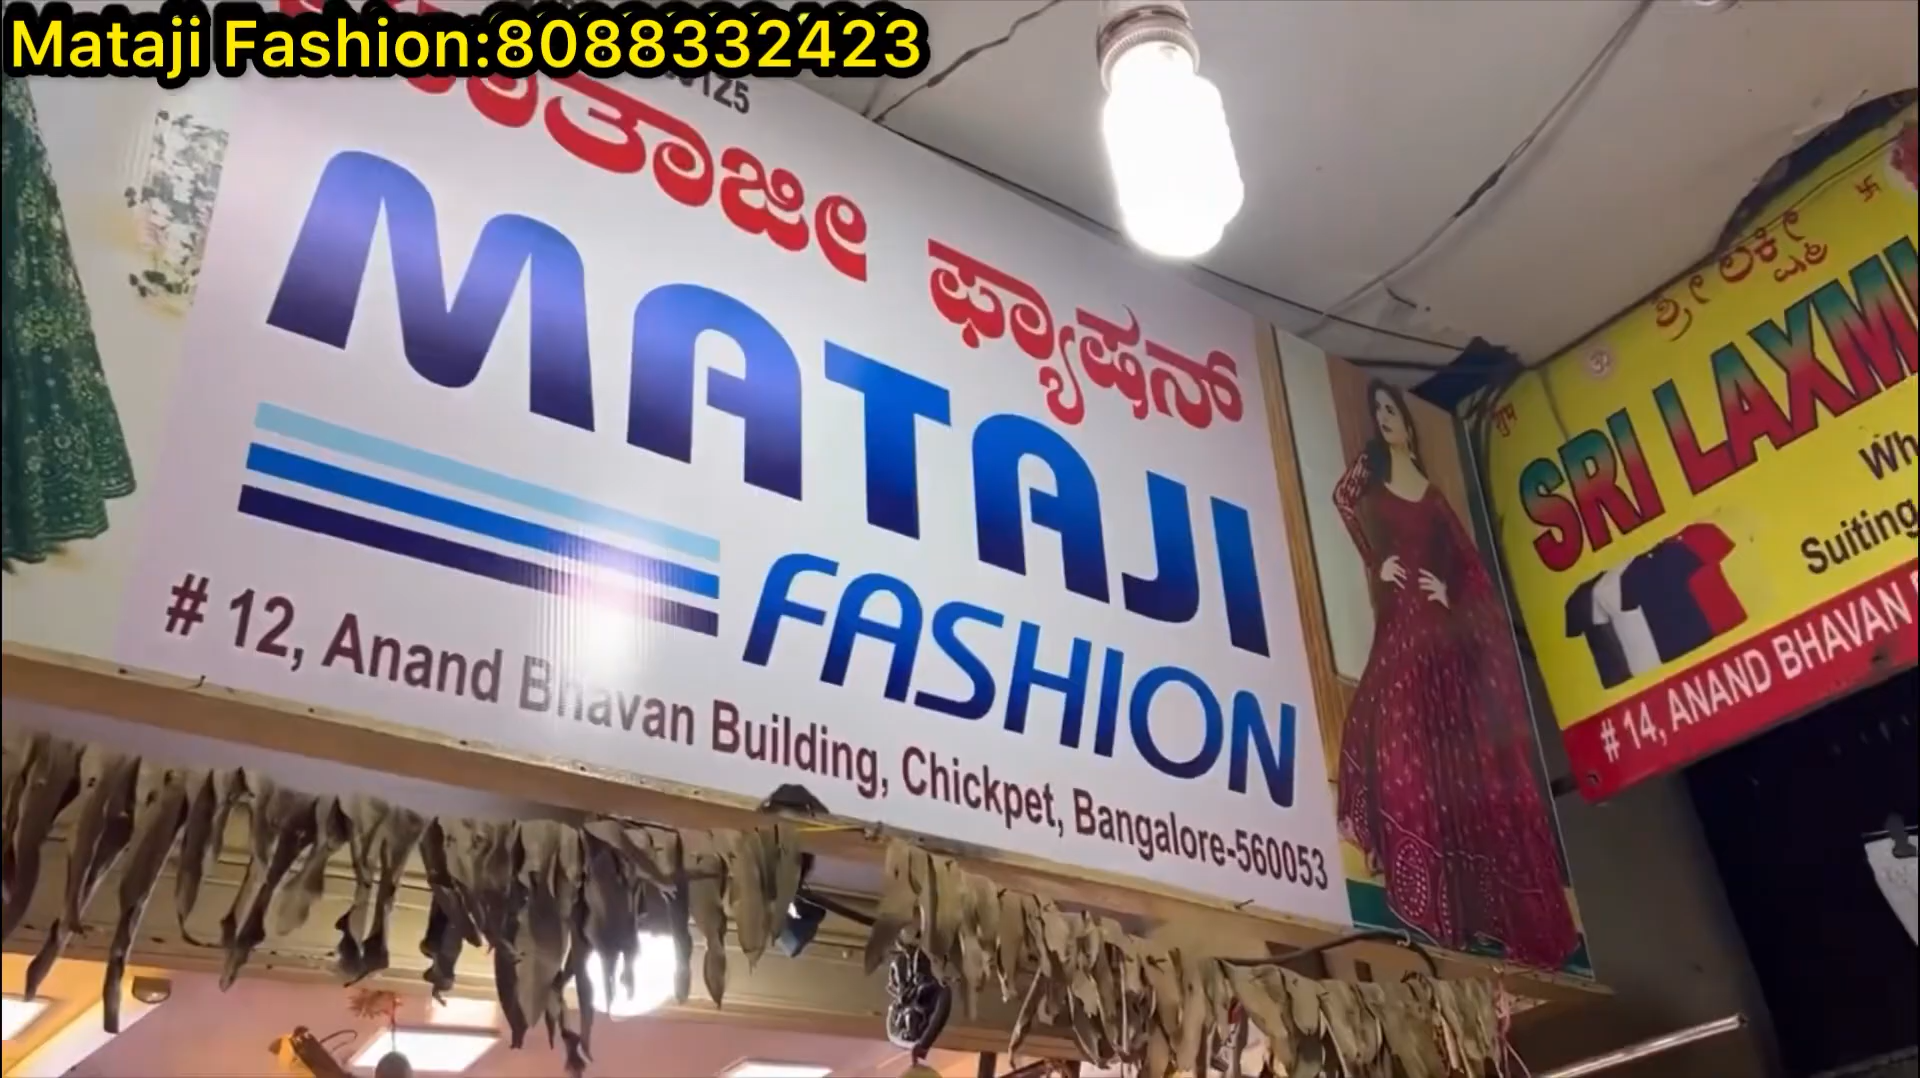 Mataji Fashion:8088332423
ಮಾತಾಜೀ ಫ್ಯಾಷನ್
MATAJI
FASHION
# 12, Anand Bhavan Building, Chickpet, Bangalore-560053
ಶ್ರೀ ಲಕ್ಷ್ಮೀ
SRI LAXMI
Suiting
# 14, ANAND BHAVAN